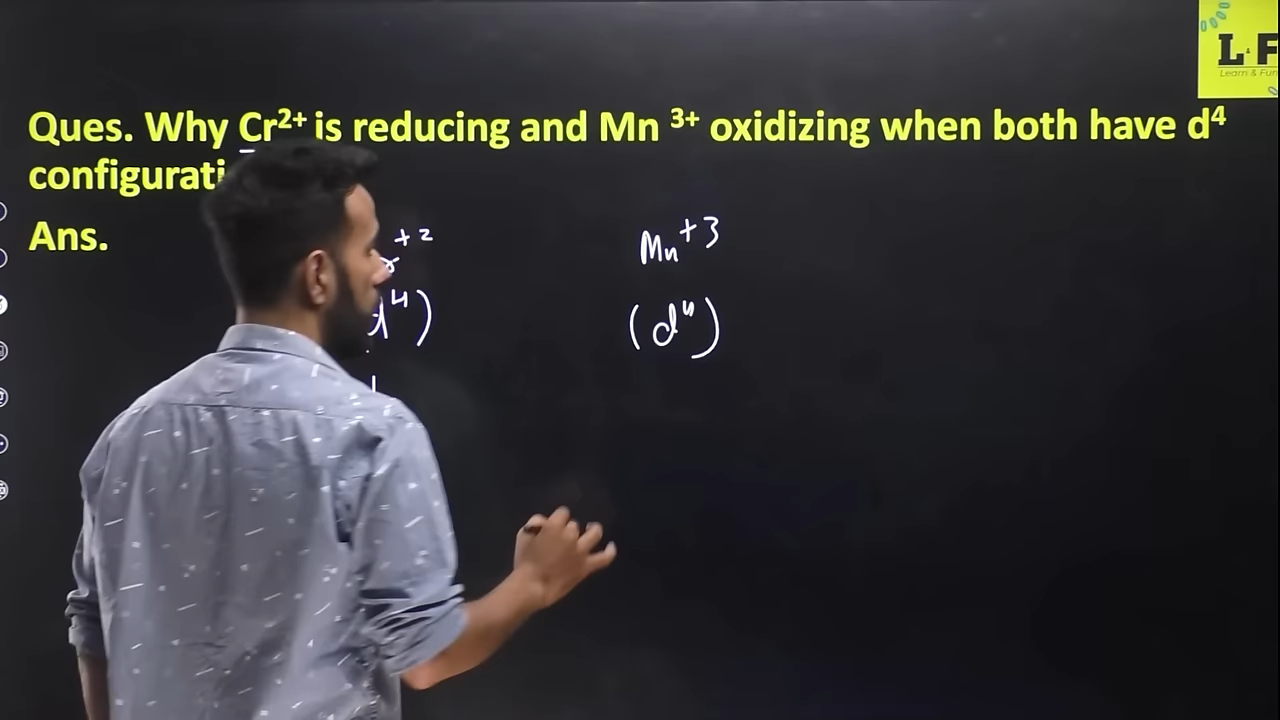 Ques. Why Cr²⁺ is reducing and Mn ³⁺ oxidizing when both have d⁴
configurati
Ans.
+2
Mn+3
d⁴)
(d⁴)
L&F
Learn & Fun